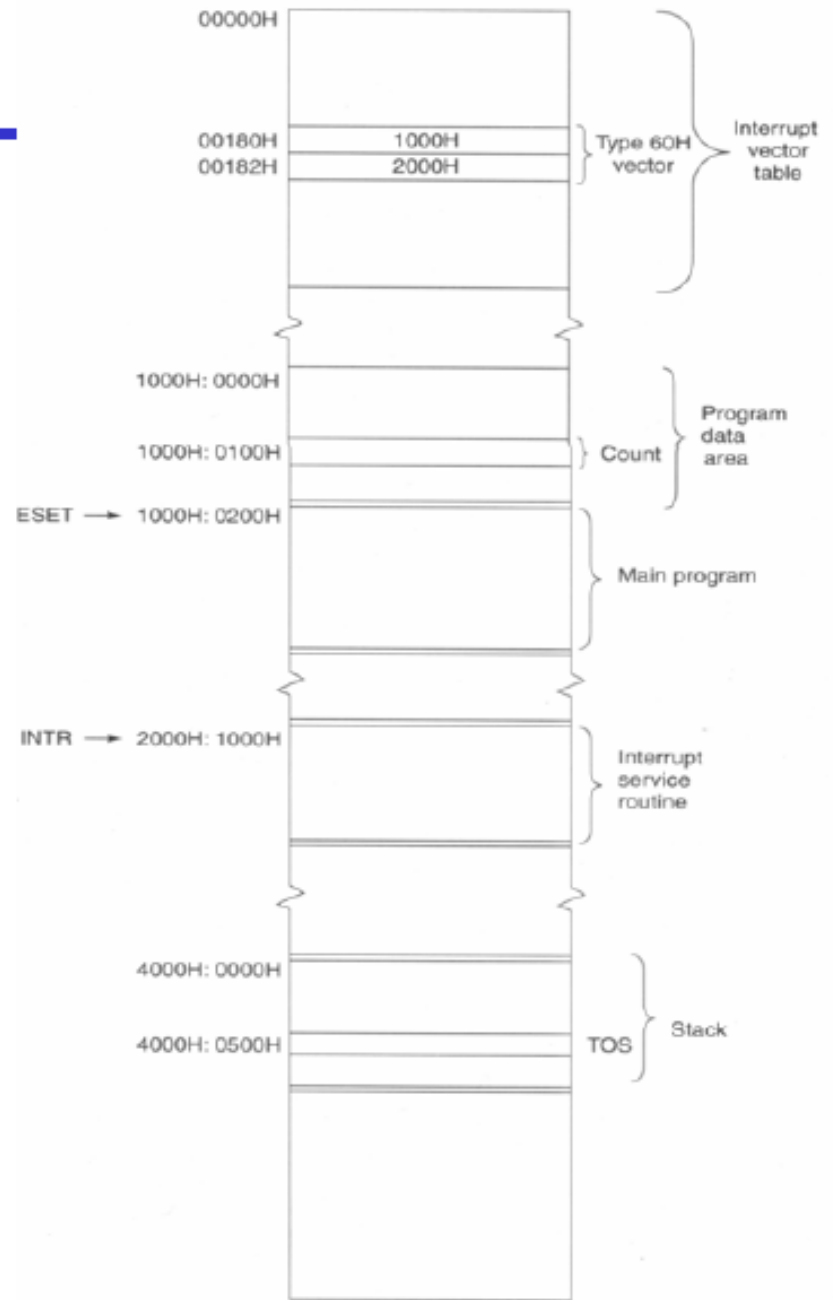 00000H
00180H 1000H
00182H 2000H
Type 60H
vector
Interrupt
vector
table
1000H: 0000H
1000H: 0100H
Count
Program
data
area
ESET → 1000H: 0200H
Main program
INTR → 2000H: 1000H
Interrupt
service
routine
4000H: 0000H
4000H: 0500H
TOS
Stack